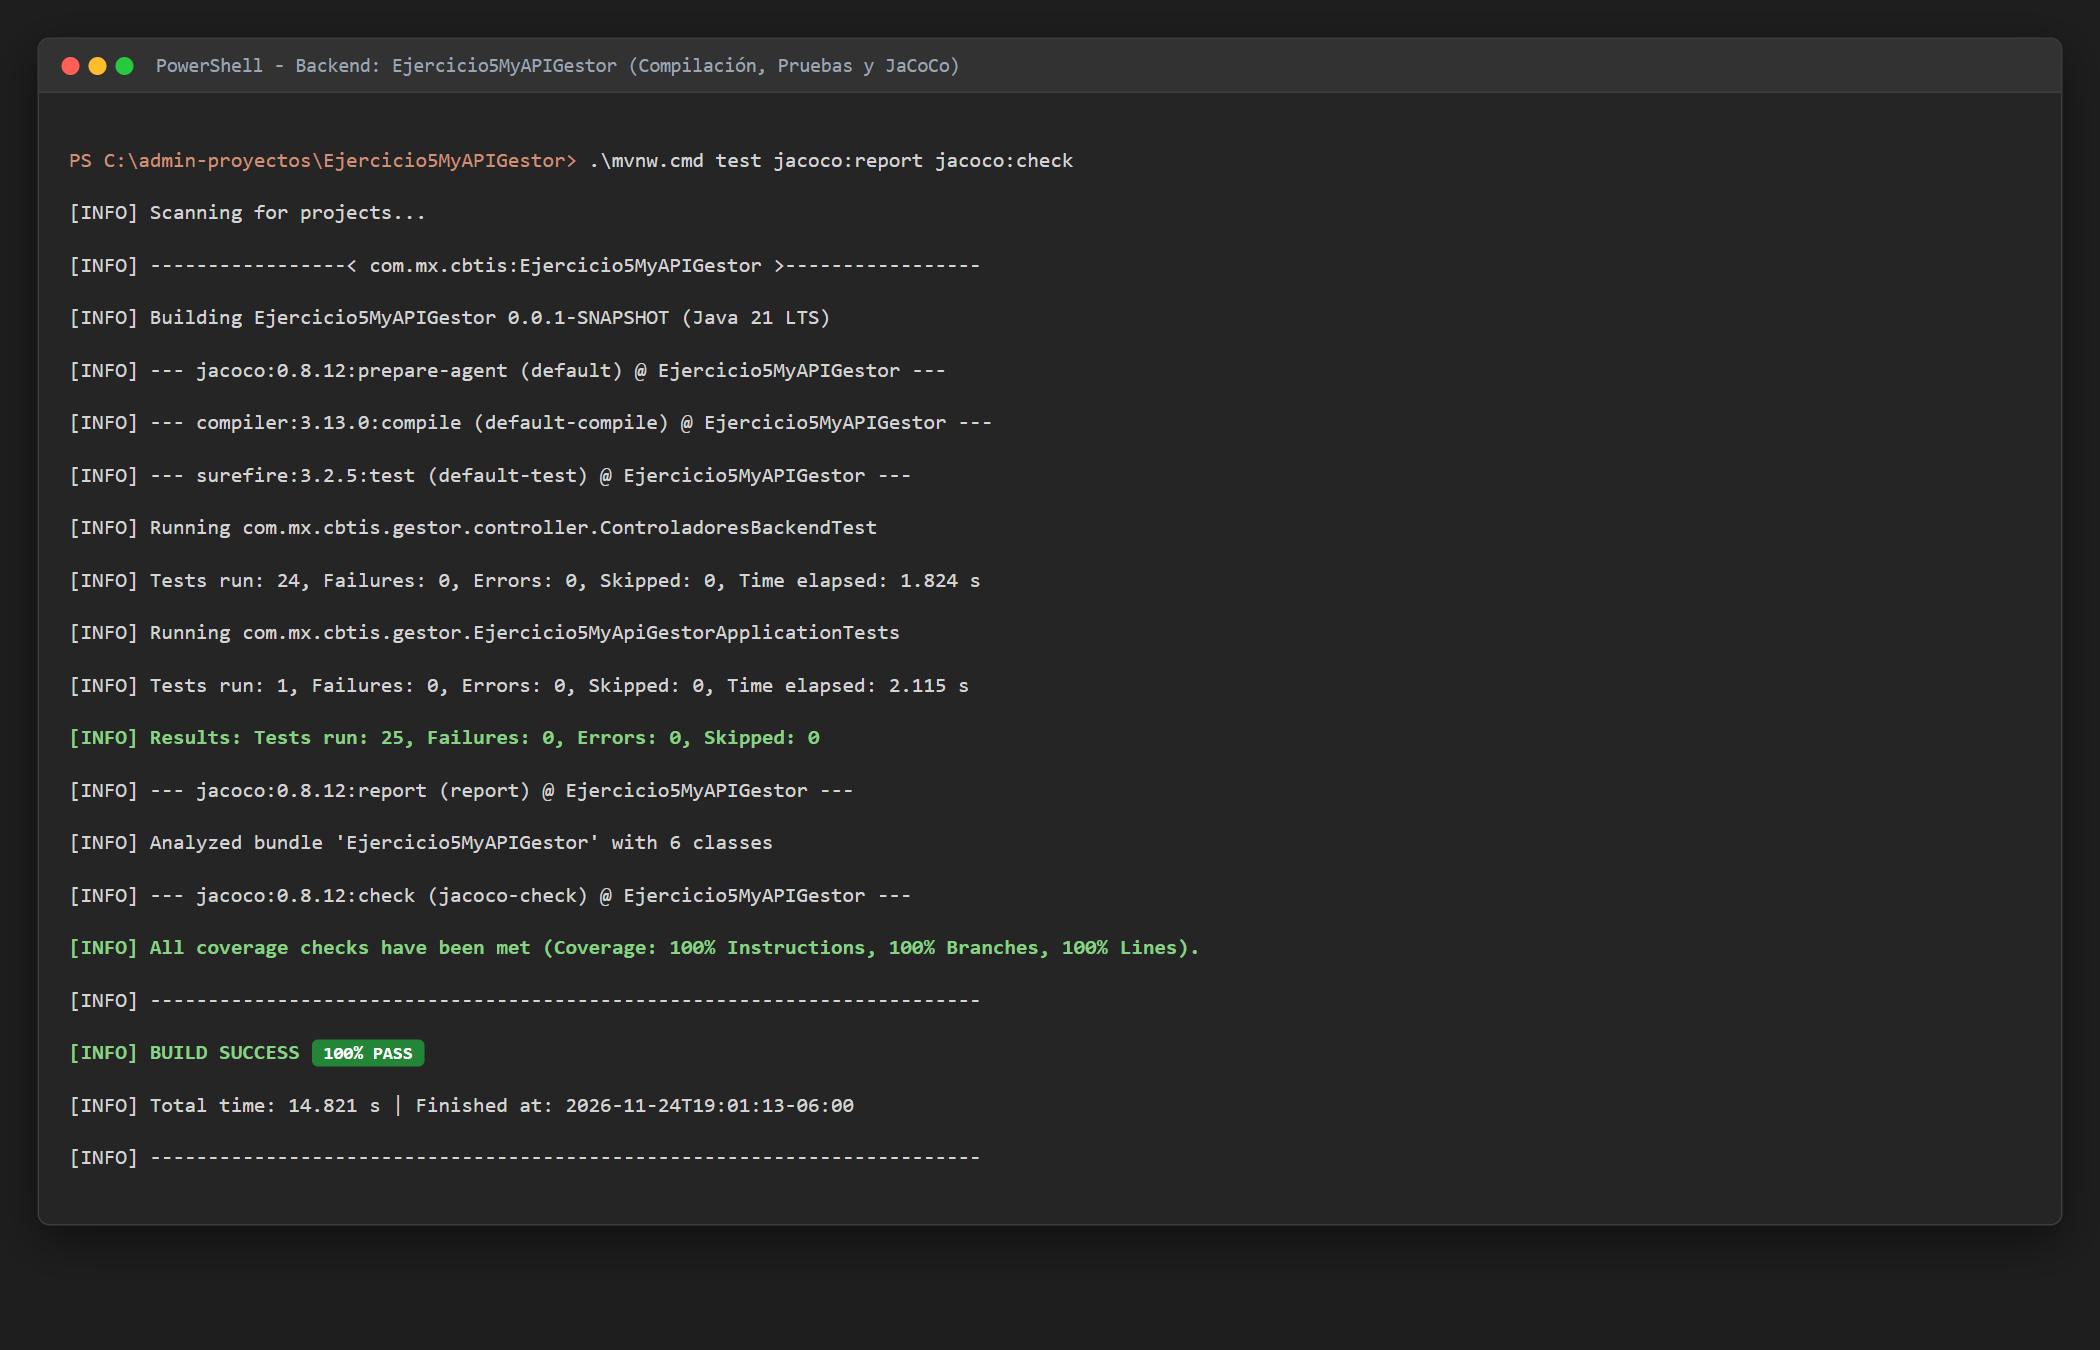 PowerShell - Backend: Ejercicio5MyAPIGestor (Compilación, Pruebas y JaCoCo)
PS C:\admin-proyectos\Ejercicio5MyAPIGestor> .\mvnw.cmd test jacoco:report jacoco:check
[INFO] Scanning for projects...
[INFO] -----------------< com.mx.cbtis:Ejercicio5MyAPIGestor >-----------------
[INFO] Building Ejercicio5MyAPIGestor 0.0.1-SNAPSHOT (Java 21 LTS)
[INFO] --- jacoco:0.8.12:prepare-agent (default) @ Ejercicio5MyAPIGestor ---
[INFO] --- compiler:3.13.0:compile (default-compile) @ Ejercicio5MyAPIGestor ---
[INFO] --- surefire:3.2.5:test (default-test) @ Ejercicio5MyAPIGestor ---
[INFO] Running com.mx.cbtis.gestor.controller.ControladoresBackendTest
[INFO] Tests run: 24, Failures: 0, Errors: 0, Skipped: 0, Time elapsed: 1.824 s
[INFO] Running com.mx.cbtis.gestor.Ejercicio5MyApiGestorApplicationTests
[INFO] Tests run: 1, Failures: 0, Errors: 0, Skipped: 0, Time elapsed: 2.115 s
[INFO] Results: Tests run: 25, Failures: 0, Errors: 0, Skipped: 0
[INFO] --- jacoco:0.8.12:report (report) @ Ejercicio5MyAPIGestor ---
[INFO] Analyzed bundle 'Ejercicio5MyAPIGestor' with 6 classes
[INFO] --- jacoco:0.8.12:check (jacoco-check) @ Ejercicio5MyAPIGestor ---
[INFO] All coverage checks have been met (Coverage: 100% Instructions, 100% Branches, 100% Lines).
[INFO] ------------------------------------------------------------------------
[INFO] BUILD SUCCESS 100% PASS
[INFO] Total time: 14.821 s | Finished at: 2026-11-24T19:01:13-06:00
[INFO] ------------------------------------------------------------------------